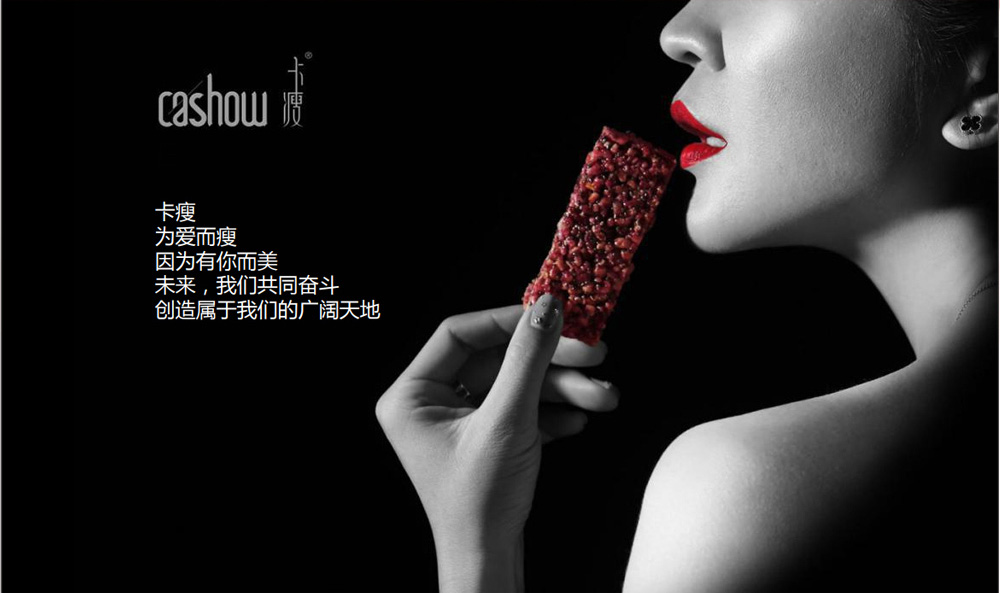 cashow 卡瘦®
卡瘦
为爱而瘦
因为有你而美
未来，我们共同奋斗
创造属于我们的广阔天地